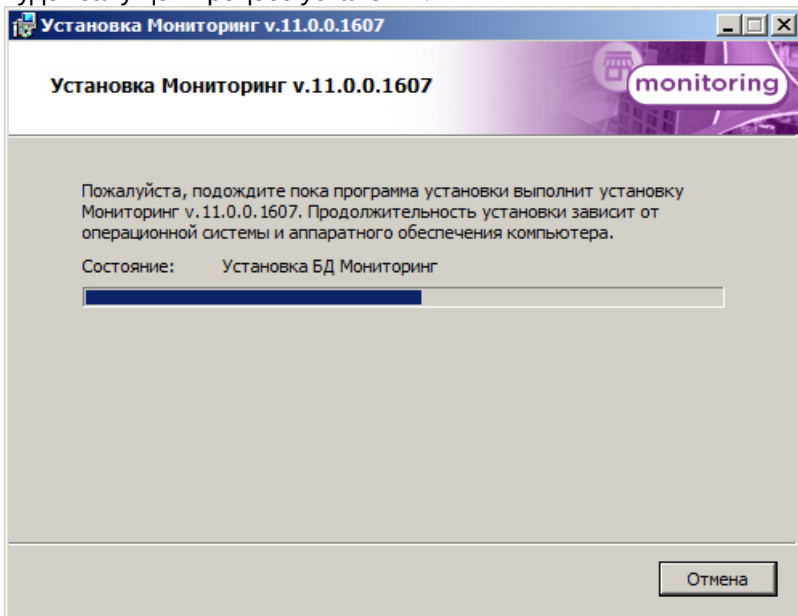 Установка Мониторинг v.11.0.0.1607
Установка Мониторинг v.11.0.0.1607
monitoring
Пожалуйста, подождите пока программа установки выполнит установку
Мониторинг v.11.0.0.1607. Продолжительность установки зависит от
операционной системы и аппаратного обеспечения компьютера.
Состояние: Установка БД Мониторинг
Отмена